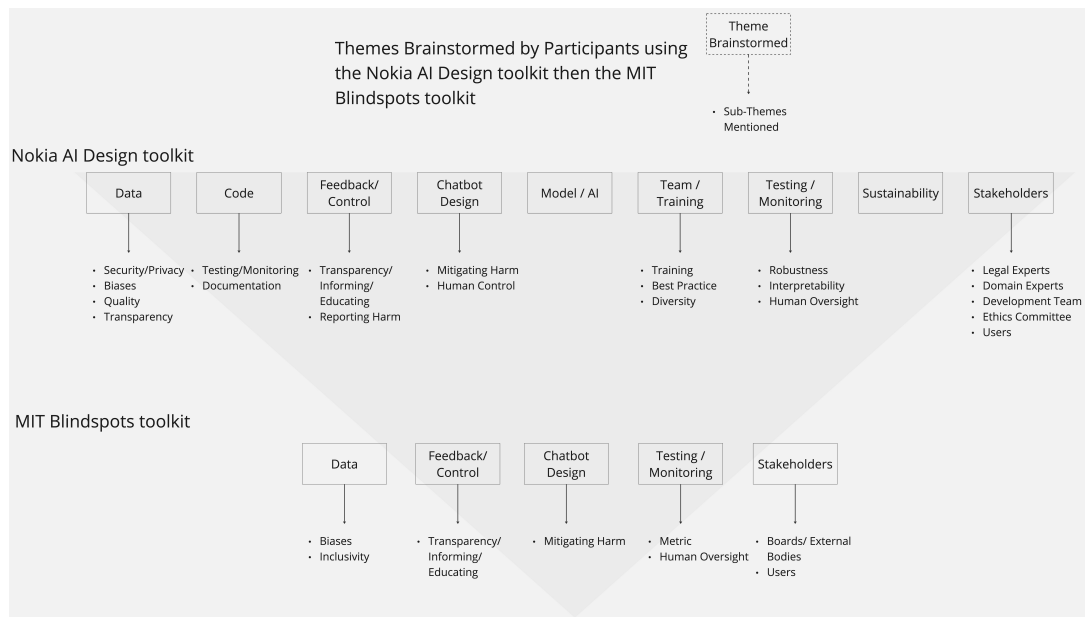 Themes Brainstormed by Participants using
the Nokia AI Design toolkit then the MIT
Blindspots toolkit
Theme
Brainstormed
• Sub-Themes
Mentioned
Nokia AI Design toolkit
Data
• Security/Privacy
• Biases
• Quality
• Transparency
Code
• Testing/Monitoring
• Documentation
Feedback/
Control
• Transparency/
Informing/
Educating
• Reporting Harm
Chatbot
Design
• Mitigating Harm
• Human Control
Model / AI
Team /
Training
• Training
• Best Practice
• Diversity
Testing /
Monitoring
• Robustness
• Interpretability
• Human Oversight
Sustainability
Stakeholders
• Legal Experts
• Domain Experts
• Development Team
• Ethics Committee
• Users
MIT Blindspots toolkit
Data
• Biases
• Inclusivity
Feedback/
Control
• Transparency/
Informing/
Educating
Chatbot
Design
• Mitigating Harm
Testing /
Monitoring
• Metric
• Human Oversight
Stakeholders
• Boards/ External
Bodies
• Users